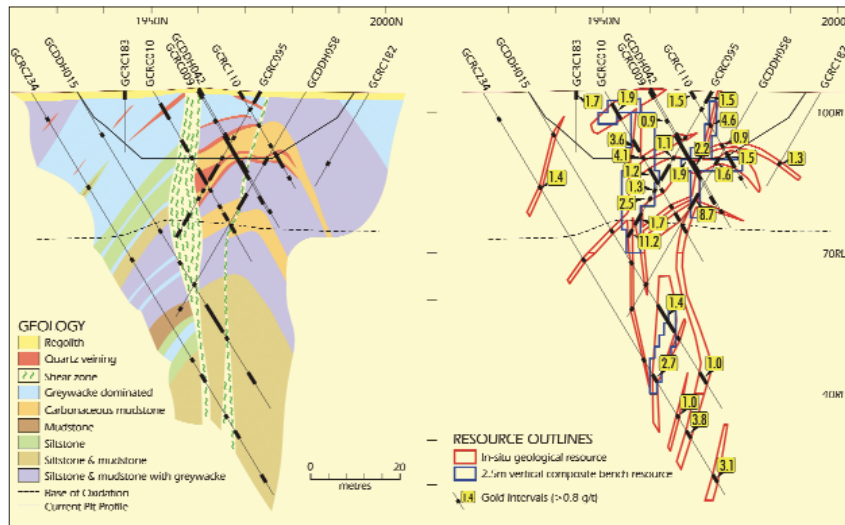 1950N
2000N
1950N
2000N
GCRC234
GCDDH015
GCRC183
GCRC010
GCDDH042
GCRC009
GCRC110
GCRC095
GCDDH058
GCRC182
GCRC234
GCDDH015
GCRC183
GCRC010
GCDDH042
GCRC009
GCRC110
GCRC095
GCDDH058
GCRC182
100RL
70RL
40RL
1.7
1.9
1.5
1.5
0.9
4.6
3.6
1.1
0.9
4.1
2.2
1.5
1.3
1.2
1.9
1.6
1.4
1.3
2.5
1.7
8.7
11.2
1.4
2.7
1.0
1.0
3.8
3.1
GEOLOGY
Regolith
Quartz veining
Shear zone
Greywacke dominated
Carbonaceous mudstone
Mudstone
Siltstone
Siltstone & mudstone
Siltstone & mudstone with greywacke
Base of Oxidation
Current Pit Profile
0 20
metres
RESOURCE OUTLINES
In-situ geological resource
2.5m vertical composite bench resource
1.4 Gold intervals (>0.8 g/t)